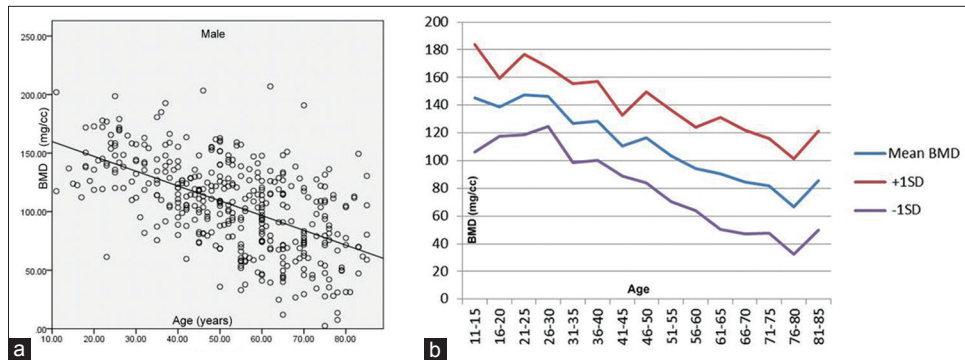 Male
250.00
200.00
150.00
100.00
50.00
.00
BMD (mg/cc)
Age (years)
10.00 20.00 30.00 40.00 50.00 60.00 70.00 80.00
a
200
180
160
140
120
100
80
60
40
20
0
BMD (mg/cc)
Age
11-15 16-20 21-25 26-30 31-35 36-40 41-45 46-50 51-55 56-60 61-65 66-70 71-75 76-80 81-85
Mean BMD
+1SD
-1SD
b